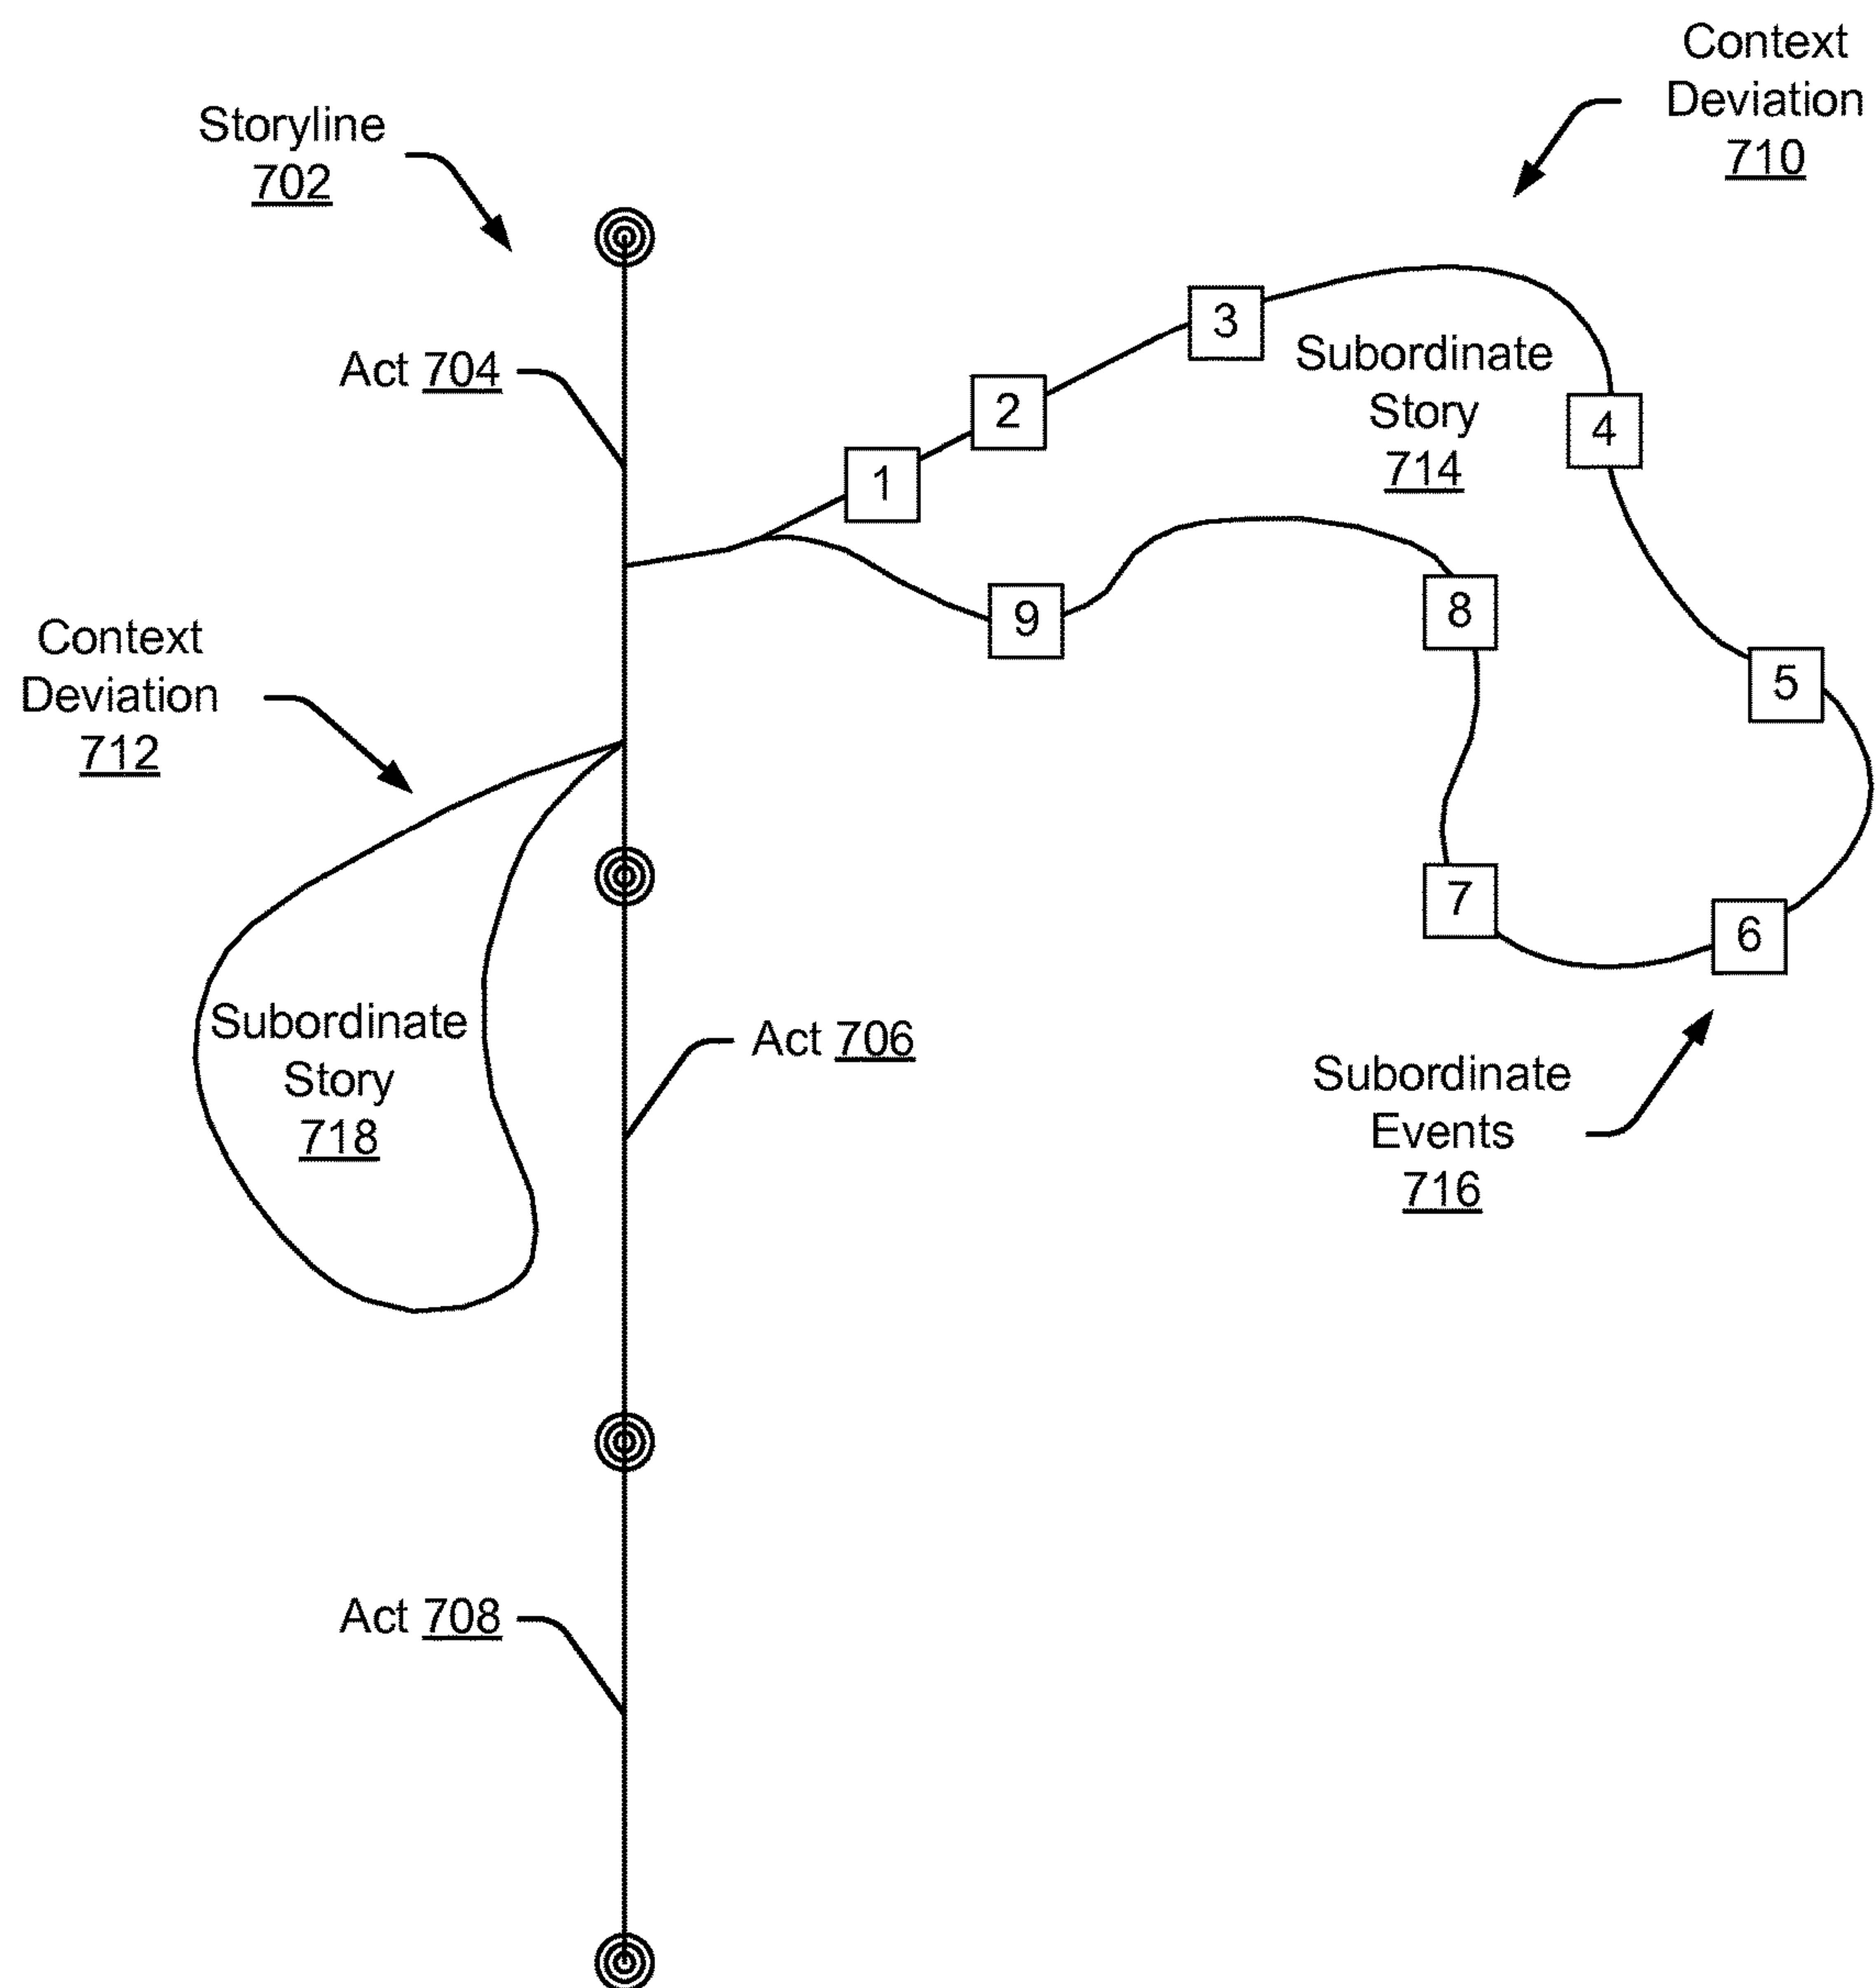 Context
Deviation
710
Storyline
702
Act 704
3
Subordinate
Story
714
2
4
1
9
8
Context
Deviation
712
5
7
6
Subordinate
Story
718
Act 706
Subordinate
Events
716
Act 708